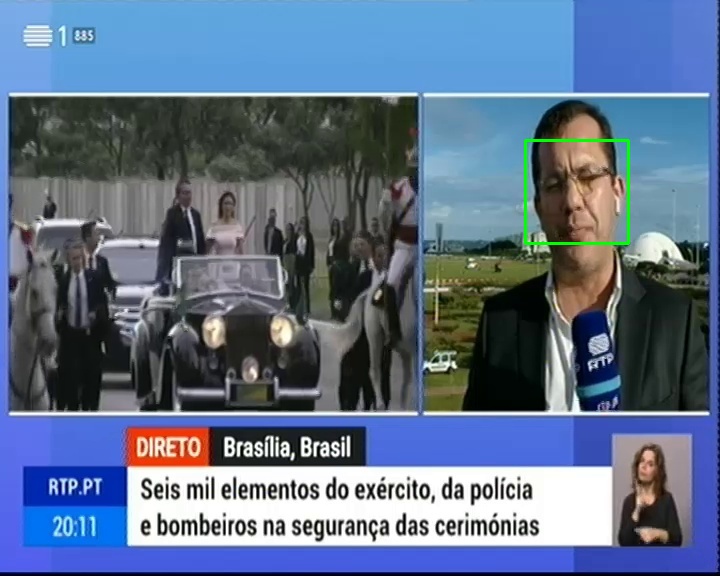 1 885
RTP
DIRETO Brasília, Brasil
RTP.PT
20:11
Seis mil elementos do exército, da polícia
e bombeiros na segurança das cerimónias